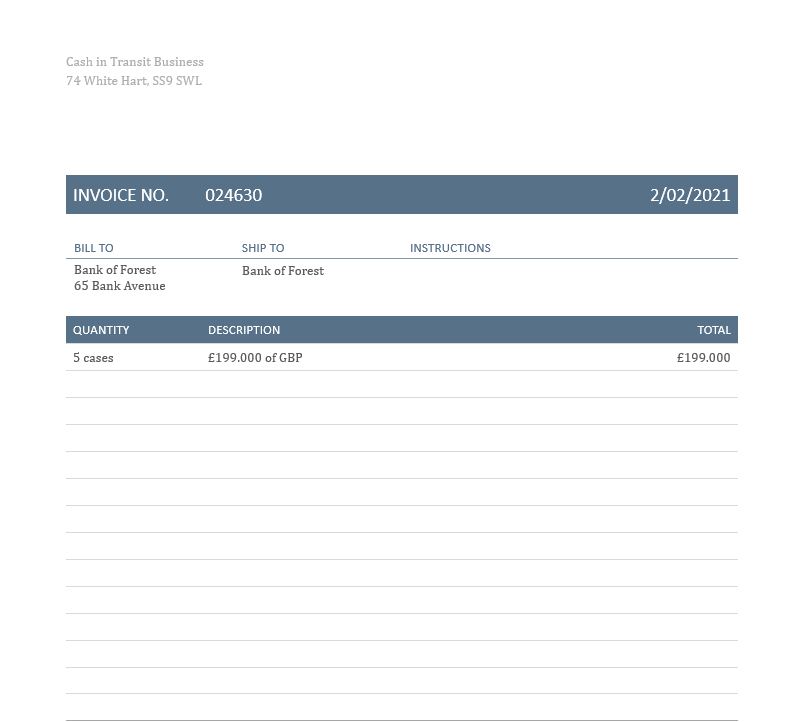 Cash in Transit Business
74 White Hart, SS9 SWL
INVOICE NO. 024630 2/02/2021
BILL TO SHIP TO INSTRUCTIONS
Bank of Forest Bank of Forest
65 Bank Avenue
QUANTITY DESCRIPTION TOTAL
5 cases £199.000 of GBP £199.000